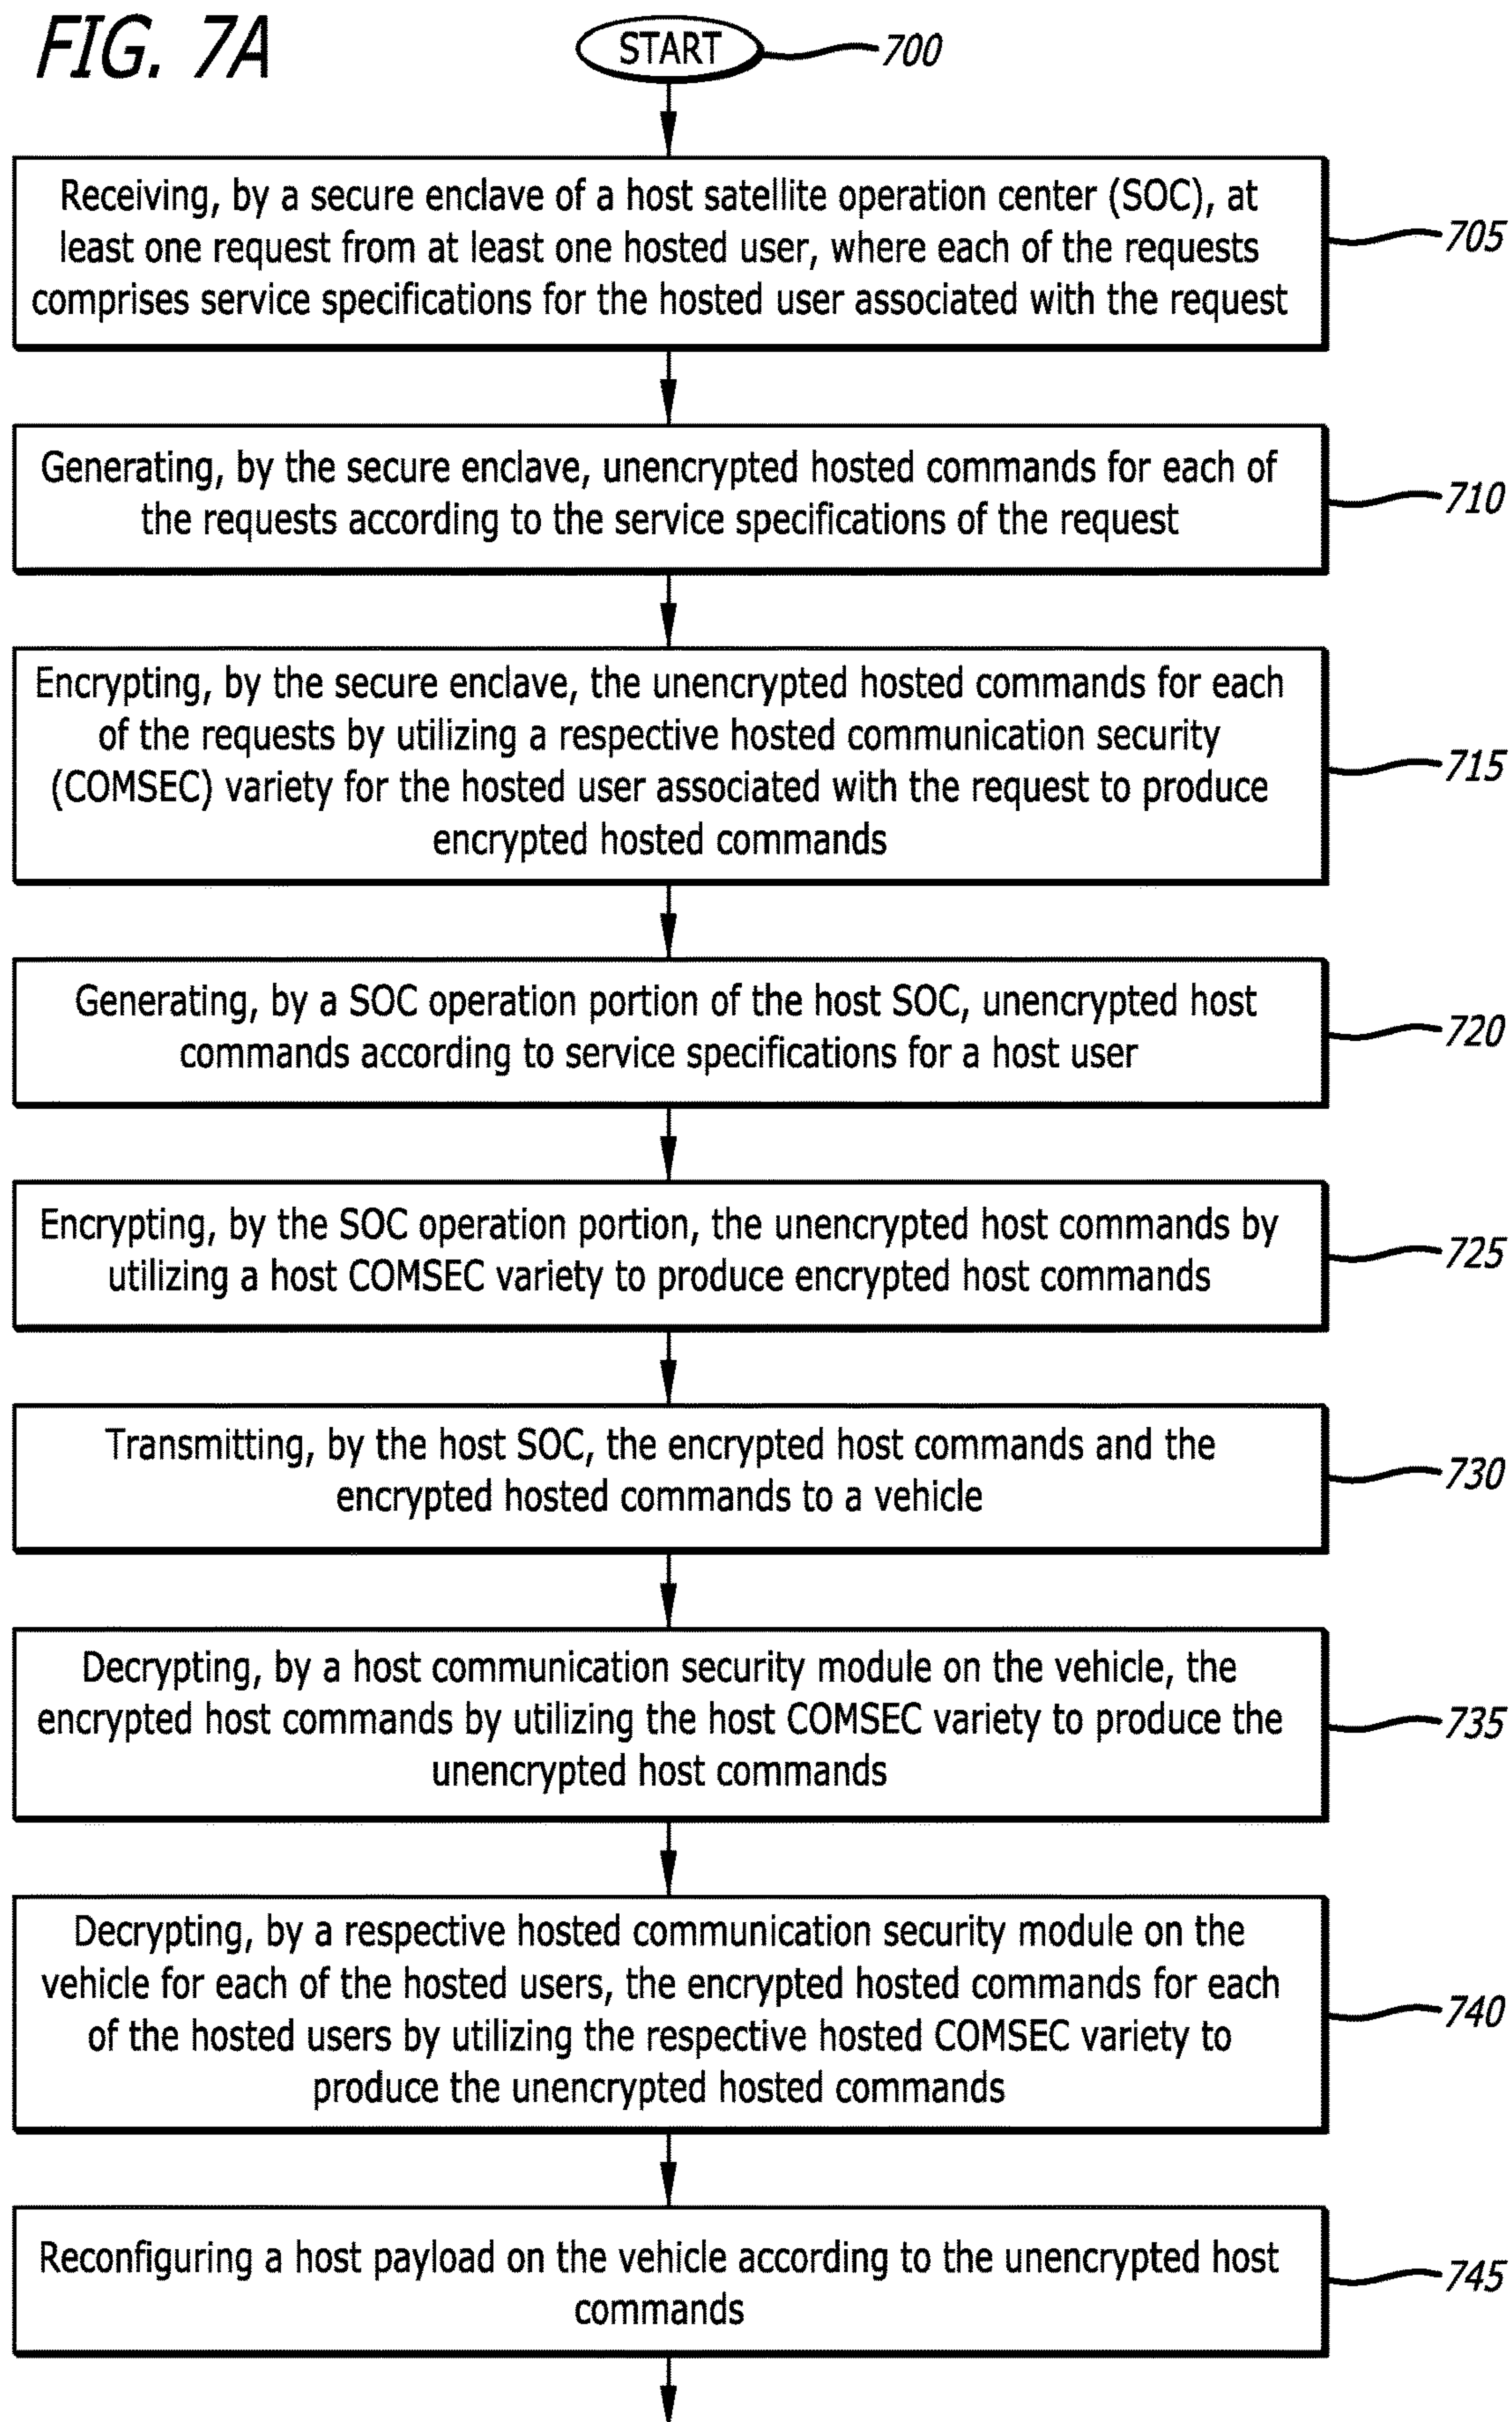 FIG. 7A
START
700
Receiving, by a secure enclave of a host satellite operation center (SOC), at
least one request from at least one hosted user, where each of the requests
comprises service specifications for the hosted user associated with the request
705
Generating, by the secure enclave, unencrypted hosted commands for each of
the requests according to the service specifications of the request
710
Encrypting, by the secure enclave, the unencrypted hosted commands for each
of the requests by utilizing a respective hosted communication security
(COMSEC) variety for the hosted user associated with the request to produce
encrypted hosted commands
715
Generating, by a SOC operation portion of the host SOC, unencrypted host
commands according to service specifications for a host user
720
Encrypting, by the SOC operation portion, the unencrypted host commands by
utilizing a host COMSEC variety to produce encrypted host commands
725
Transmitting, by the host SOC, the encrypted host commands and the
encrypted hosted commands to a vehicle
730
Decrypting, by a host communication security module on the vehicle, the
encrypted host commands by utilizing the host COMSEC variety to produce the
unencrypted host commands
735
Decrypting, by a respective hosted communication security module on the
vehicle for each of the hosted users, the encrypted hosted commands for each
of the hosted users by utilizing the respective hosted COMSEC variety to
produce the unencrypted hosted commands
740
Reconfiguring a host payload on the vehicle according to the unencrypted host
commands
745